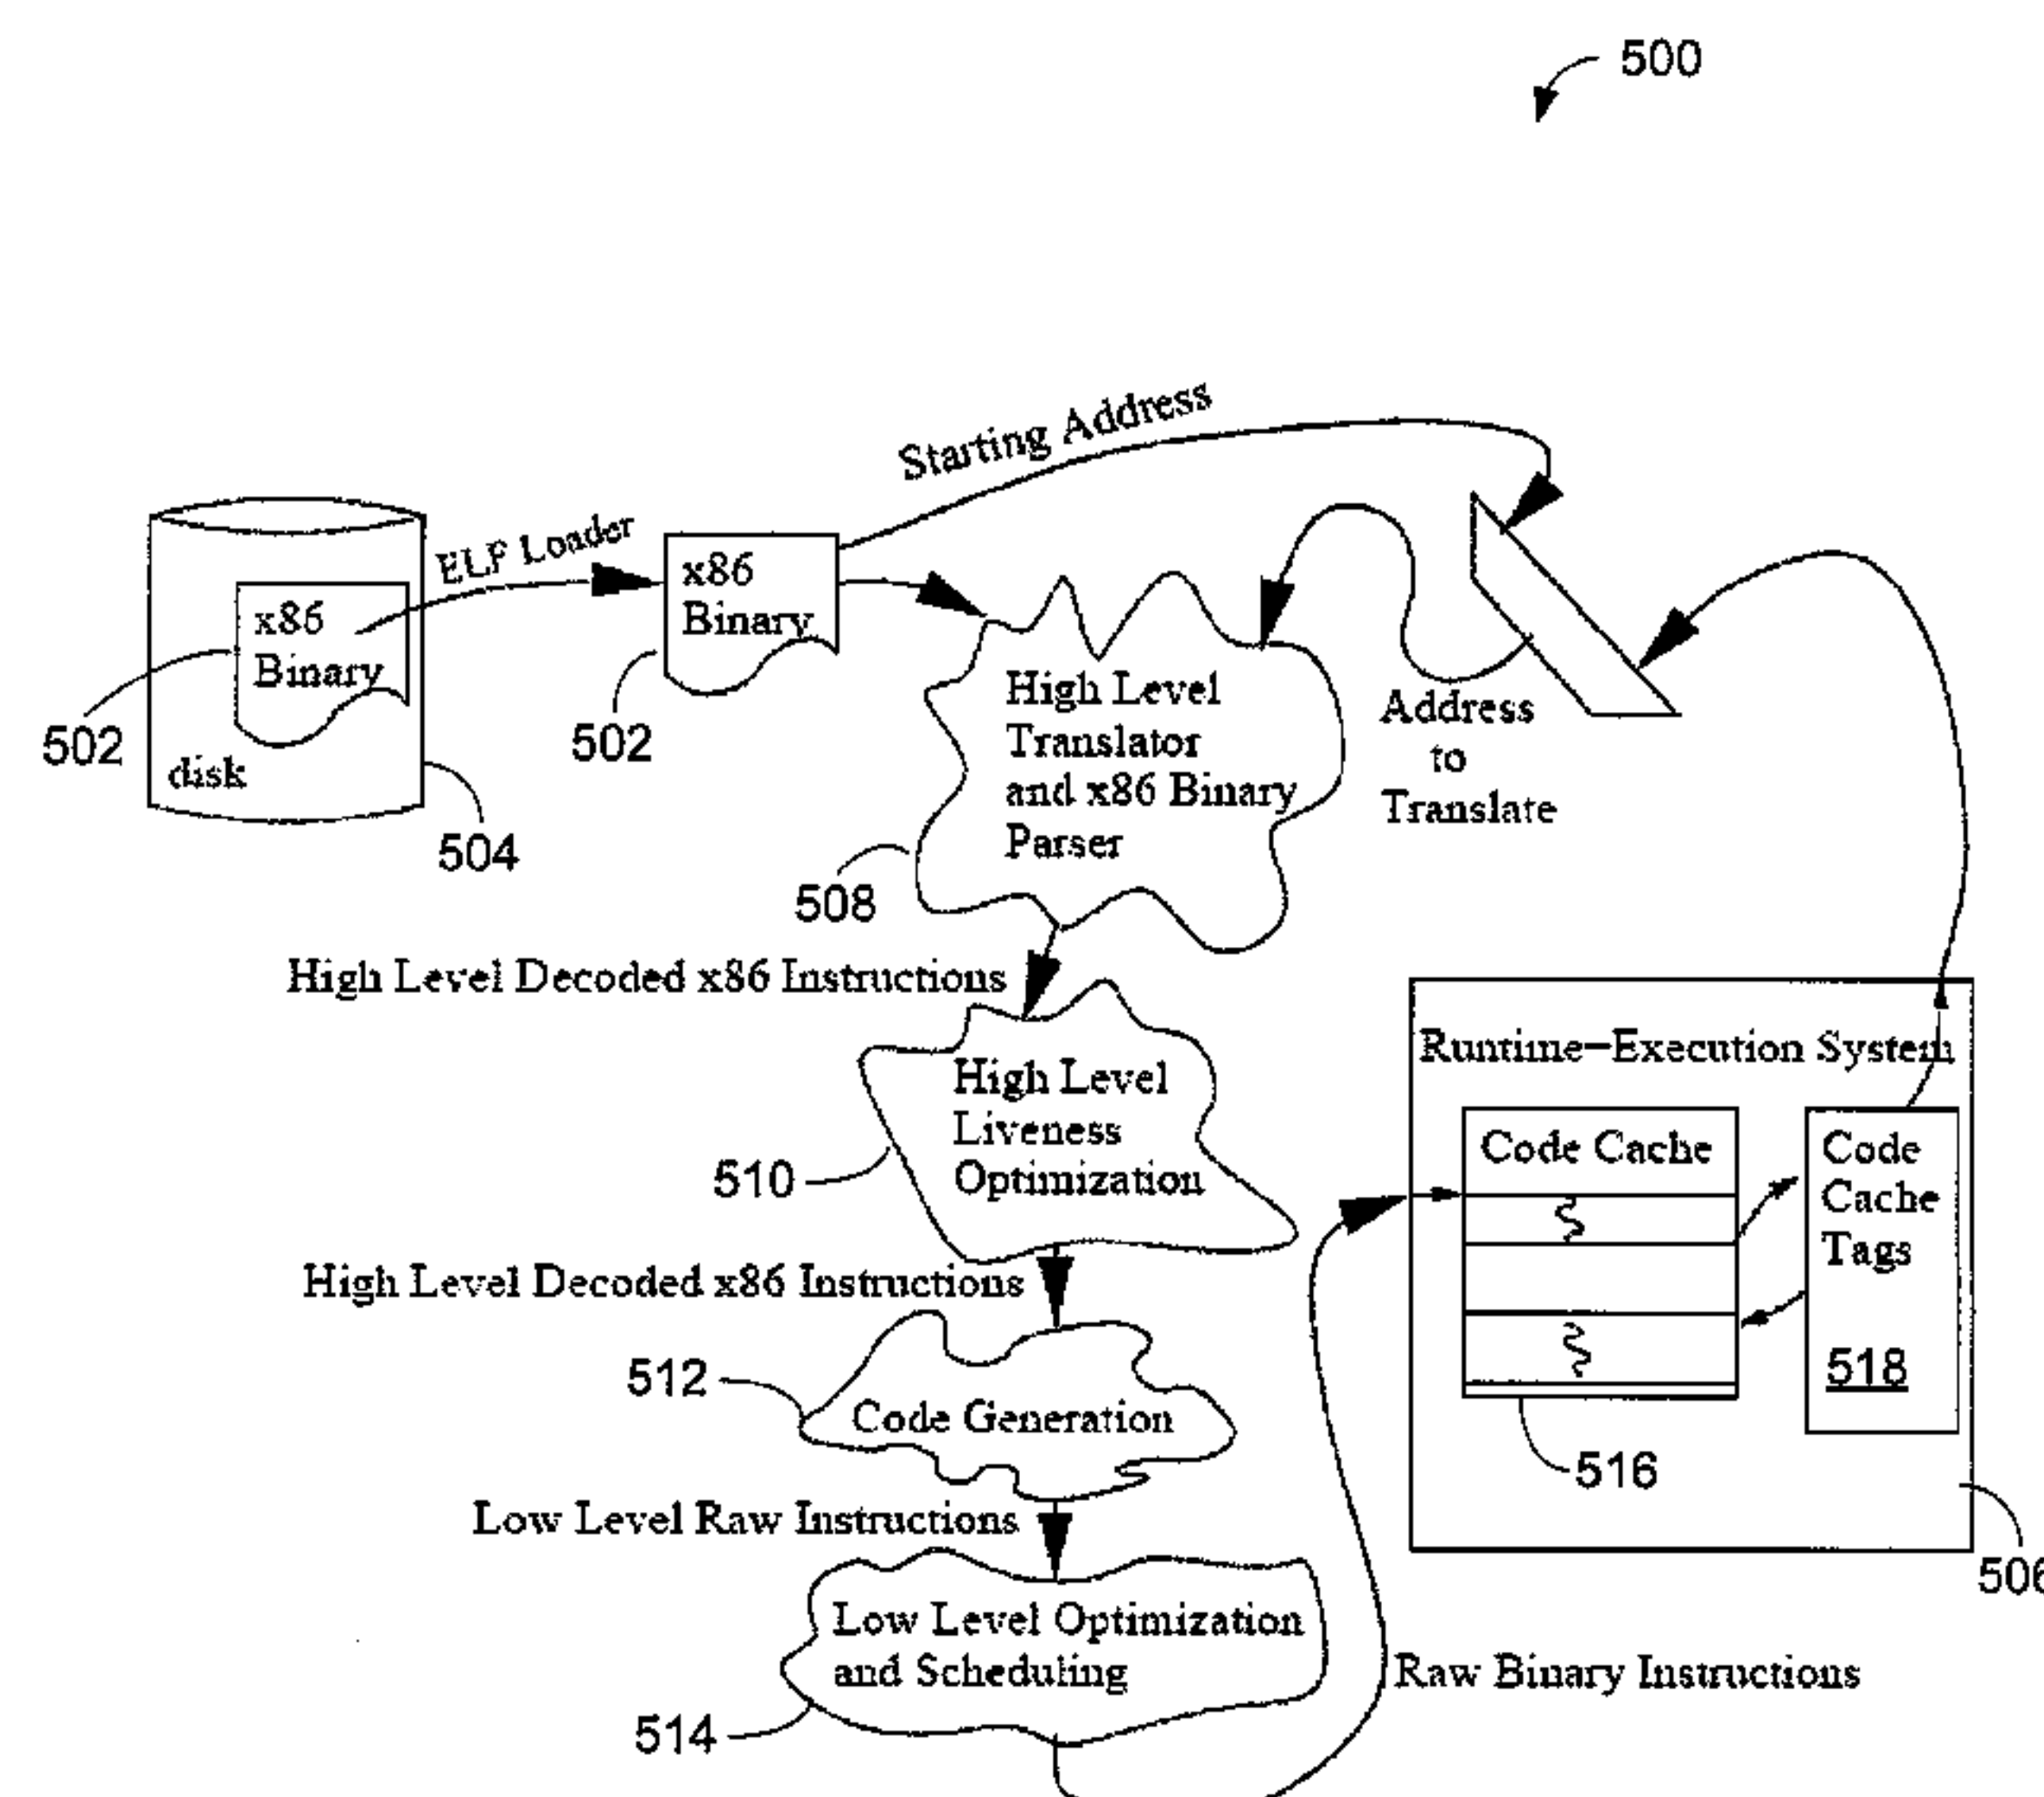 500
Starting Address
ELF Loader
x86
Binary
disk
502
504
x86
Binary
502
High Level
Translator
and x86 Binary
Parser
508
Address
to
Translate
High Level Decoded x86 Instructions
High Level
Liveness
Optimization
510
High Level Decoded x86 Instructions
512
Code Generation
Low Level Raw Instructions
Low Level Optimization
and Scheduling
514
Raw Binary Instructions
Runtime-Execution System
Code Cache
Code
Cache
Tags
518
516
506